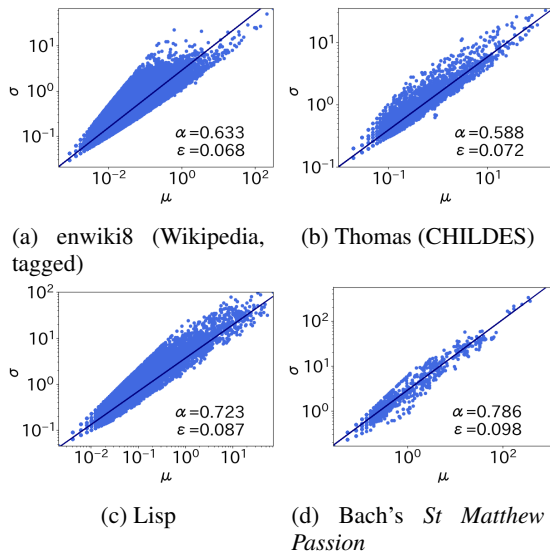 10¹
σ
10⁰
10⁻¹
α=0.633
ε=0.068
10⁻² 10⁰ 10²
μ
(a) enwiki8 (Wikipedia,
tagged)
10¹
σ
10⁰
10⁻¹
α=0.588
ε=0.072
10⁻¹ 10¹
μ
(b) Thomas (CHILDES)
10²
10¹
σ
10⁰
10⁻¹
α=0.723
ε=0.087
10⁻² 10⁻¹ 10⁰ 10¹
μ
(c) Lisp
10²
σ
10¹
10⁰
α=0.786
ε=0.098
10⁰ 10²
μ
(d) Bach's St Matthew
Passion